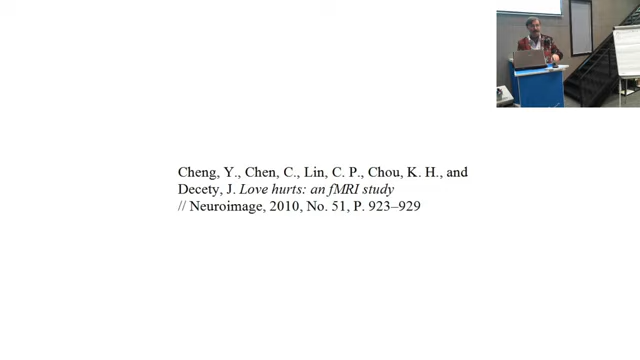 Cheng, Y., Chen, C., Lin, C. P., Chou, K. H., and
Decety, J. Love hurts: an fMRI study
// Neuroimage, 2010, No. 51, P. 923–929